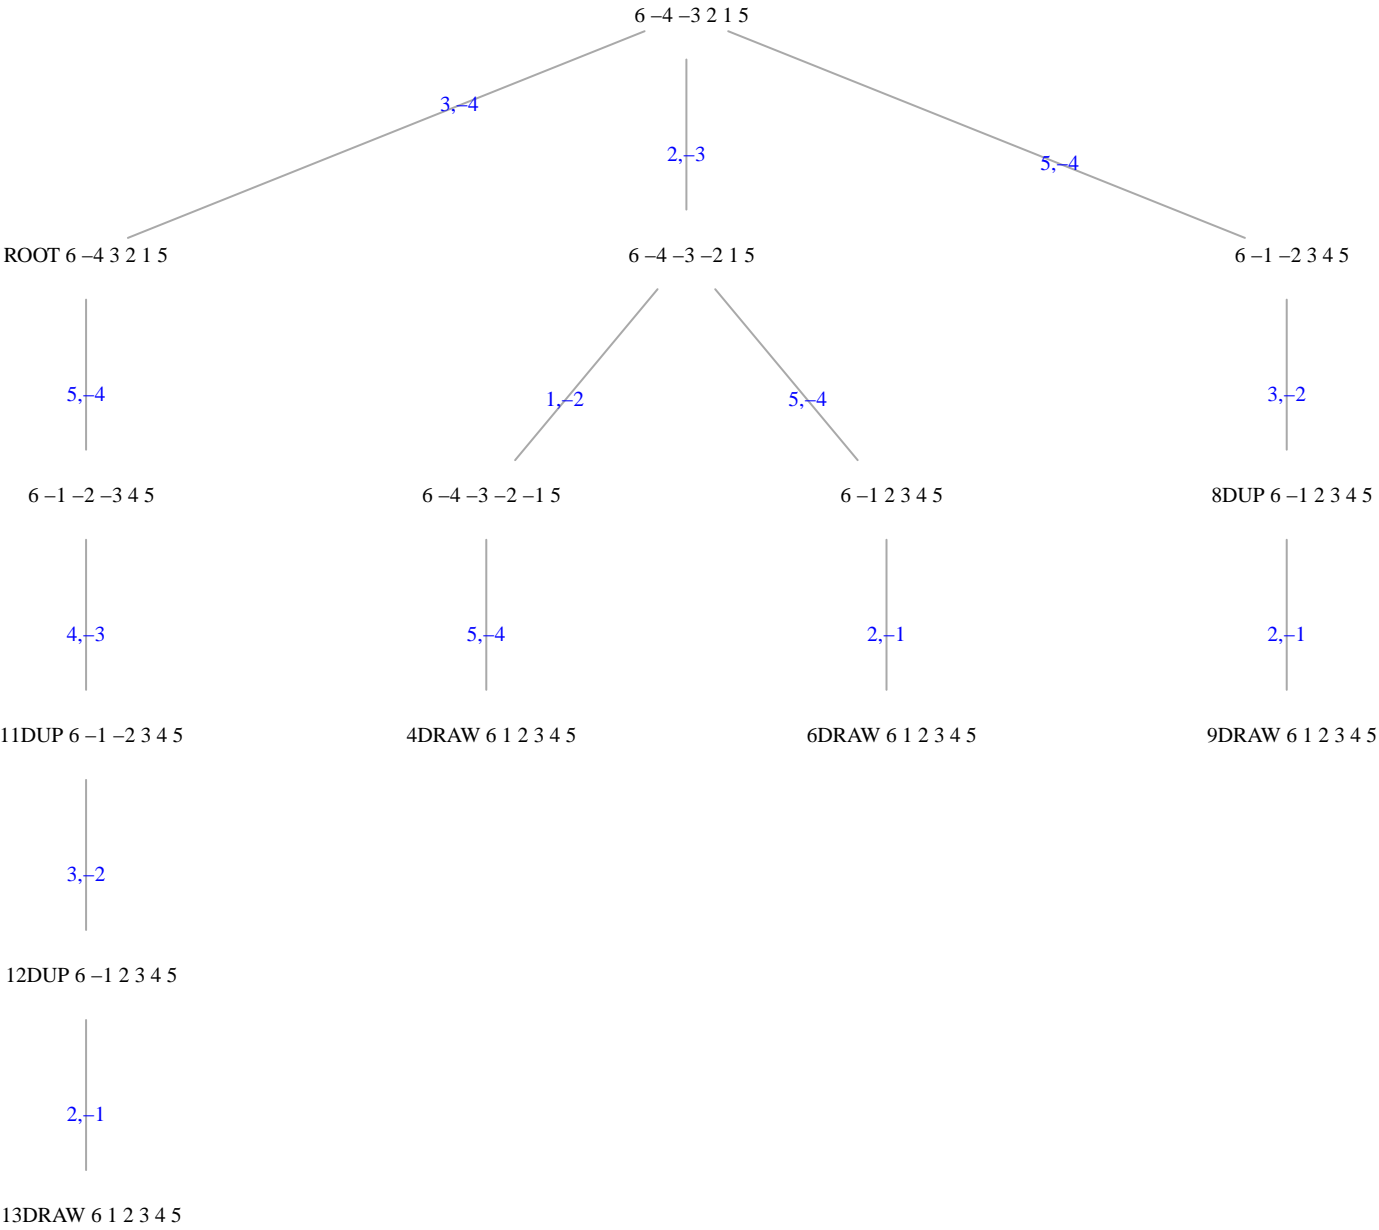 6 –4 –3 2 1 5
3,–4
2,–3
5,–4
ROOT 6 –4 3 2 1 5
6 –4 –3 –2 1 5
6 –1 –2 3 4 5
5,–4
1,–2
5,–4
3,–2
6 –1 –2 –3 4 5
6 –4 –3 –2 –1 5
6 –1 2 3 4 5
8DUP 6 –1 2 3 4 5
4,–3
5,–4
2,–1
2,–1
11DUP 6 –1 –2 3 4 5
4DRAW 6 1 2 3 4 5
6DRAW 6 1 2 3 4 5
9DRAW 6 1 2 3 4 5
3,–2
12DUP 6 –1 2 3 4 5
2,–1
13DRAW 6 1 2 3 4 5